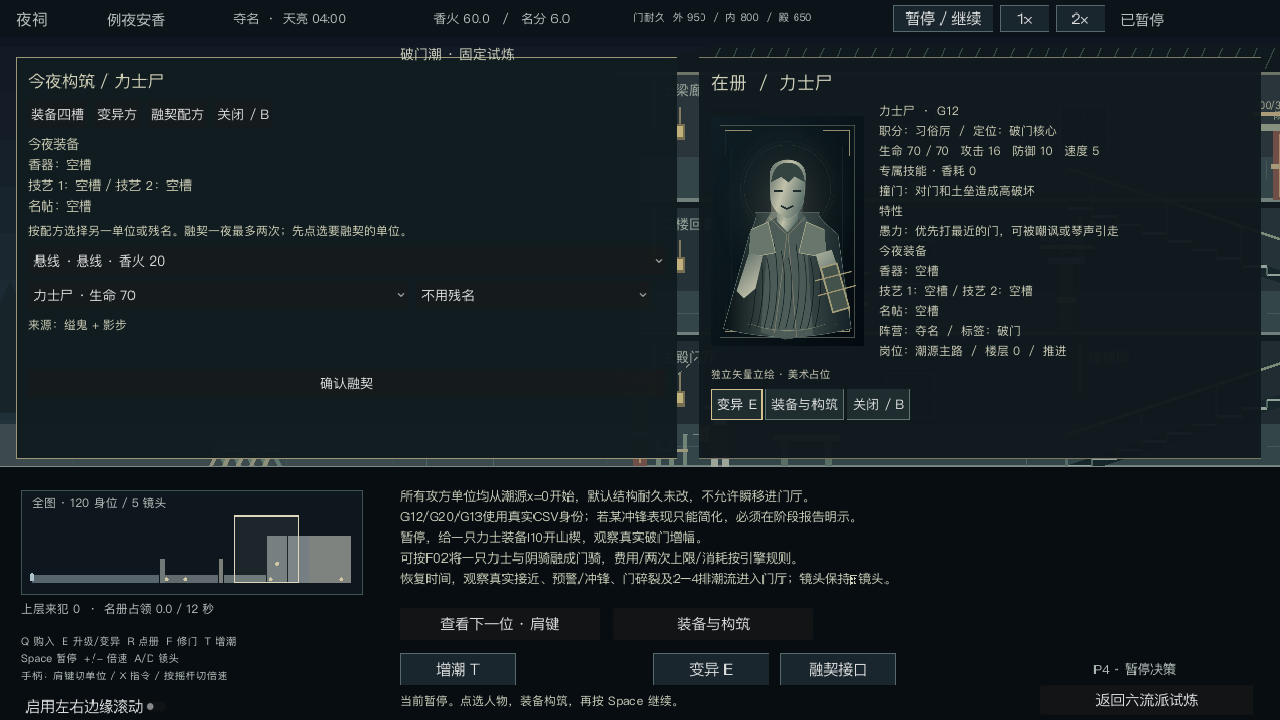 夜祠 例夜安香 夺名 · 天亮 04:00 香火 60.0 / 名分 6.0 门耐久 外 950 / 内 800 / 殿 650 暂停 / 继续 1× 2× 已暂停
破门潮 · 固定试炼
今夜构筑 / 力士尸
装备四槽 变异方 融契配方 关闭 / B
今夜装备
香器：空槽
技艺 1：空槽 / 技艺 2：空槽
名帖：空槽
按配方选择另一单位或残名。融契一夜最多两次；先点选要融契的单位。
悬线 · 悬线 · 香火 20
力士尸 · 生命 70 不用残名
来源：缢鬼 + 影步
确认融契
在册 / 力士尸
力士尸 · G12
职分：习俗厉 / 定位：破门核心
生命 70 / 70 攻击 16 防御 10 速度 5
专属技能 · 香耗 0
撞门：对门和土垒造成高破坏
特性
愚力：优先打最近的门，可被嘲讽或琴声引走
今夜装备
香器：空槽
技艺 1：空槽 / 技艺 2：空槽
名帖：空槽
阵营：夺名 / 标签：破门
岗位：潮源主路 / 楼层 0 / 推进
独立矢量立绘 · 美术占位
变异 E 装备与构筑 关闭 / B
梁廊
楼回
殿门
全图 · 120 身位 / 5 镜头
上层来犯 0 · 名册占领 0.0 / 12 秒
Q 购入 E 升级/变异 R 点册 F 修门 T 增潮
Space 暂停 +/− 倍速 A/D 镜头
手柄：肩键切单位 / X 指令 / 按摇杆切倍速
启用左右边缘滚动
所有攻方单位均从潮源x=0开始，默认结构耐久未改，不允许瞬移进门厅。
G12/G20/G13使用真实CSV身份；若某冲锋表现只能简化，必须在阶段报告明示。
暂停，给一只力士装备I10开山楔，观察真实破门增幅。
可按F02将一只力士与阴骑融成门骑，费用/两次上限/消耗按引擎规则。
恢复时间，观察真实接近、预警/冲锋、门碎裂及2—4排潮流进入门厅；镜头保持 镜头。
查看下一位 · 肩键 装备与构筑
增潮 T 变异 E 融契接口
当前暂停。点选人物，装备构筑，再按 Space 继续。
P4 - 暂停决策
返回六流派试炼